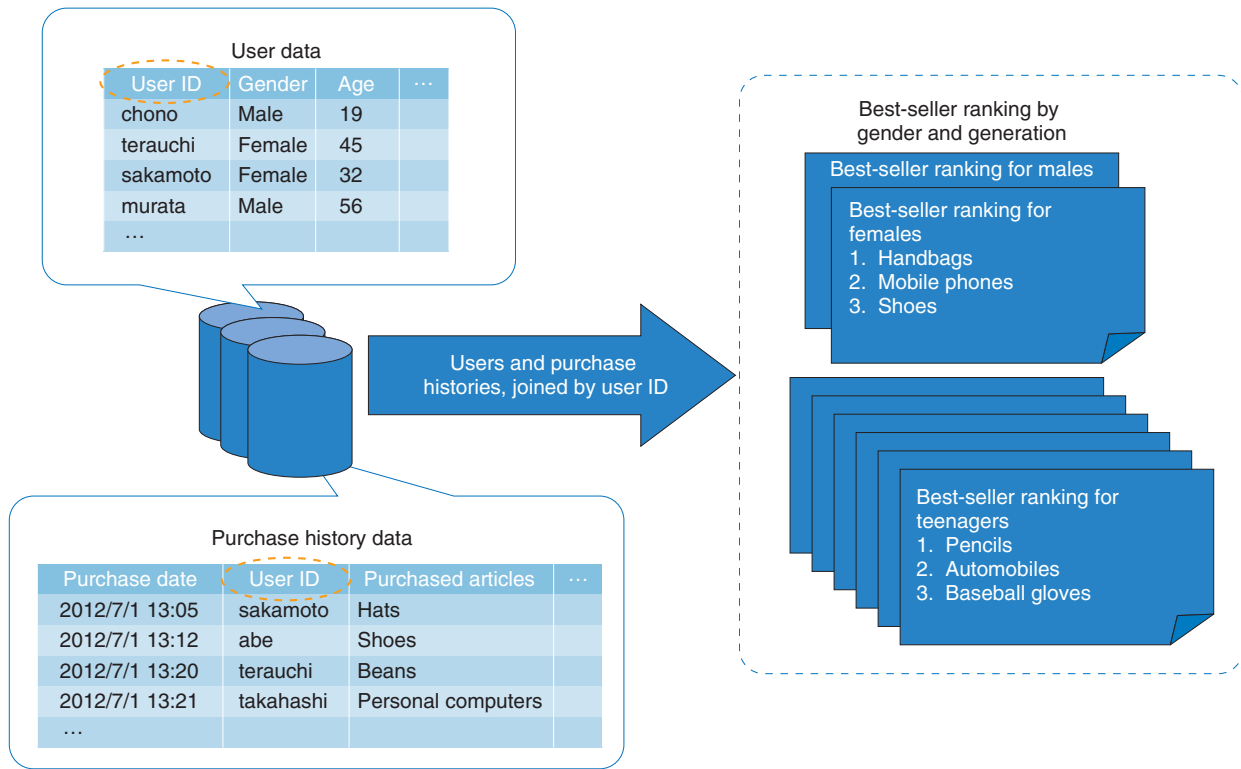 User data
User ID Gender Age ...
chono Male 19
terauchi Female 45
sakamoto Female 32
murata Male 56
...
Users and purchase
histories, joined by user ID
Purchase history data
Purchase date User ID Purchased articles ...
2012/7/1 13:05 sakamoto Hats
2012/7/1 13:12 abe Shoes
2012/7/1 13:20 terauchi Beans
2012/7/1 13:21 takahashi Personal computers
...
Best-seller ranking by
gender and generation
Best-seller ranking for males
Best-seller ranking for
females
1. Handbags
2. Mobile phones
3. Shoes
Best-seller ranking for
teenagers
1. Pencils
2. Automobiles
3. Baseball gloves